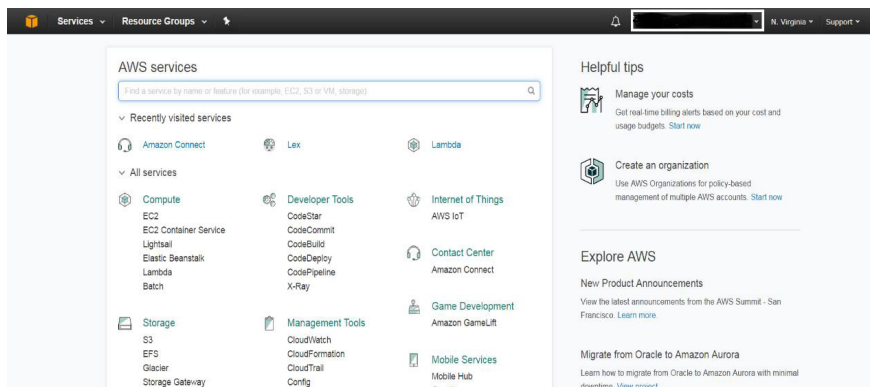 Services Resource Groups N. Virginia Support
AWS services
Find a service by name or feature (for example, EC2, S3 or VM, storage).
Recently visited services
Amazon Connect Lex Lambda
All services
Compute
EC2
EC2 Container Service
Lightsail
Elastic Beanstalk
Lambda
Batch
Storage
S3
EFS
Glacier
Storage Gateway
Developer Tools
CodeStar
CodeCommit
CodeBuild
CodeDeploy
CodePipeline
X-Ray
Management Tools
CloudWatch
CloudFormation
CloudTrail
Config
Internet of Things
AWS IoT
Contact Center
Amazon Connect
Game Development
Amazon GameLift
Mobile Services
Mobile Hub
Helpful tips
Manage your costs
Get real-time billing alerts based on your cost and
usage budgets. Start now
Create an organization
Use AWS Organizations for policy-based
management of multiple AWS accounts. Start now
Explore AWS
New Product Announcements
View the latest announcements from the AWS Summit - San
Francisco. Learn more.
Migrate from Oracle to Amazon Aurora
Learn how to migrate from Oracle to Amazon Aurora with minimal
downtime. View project